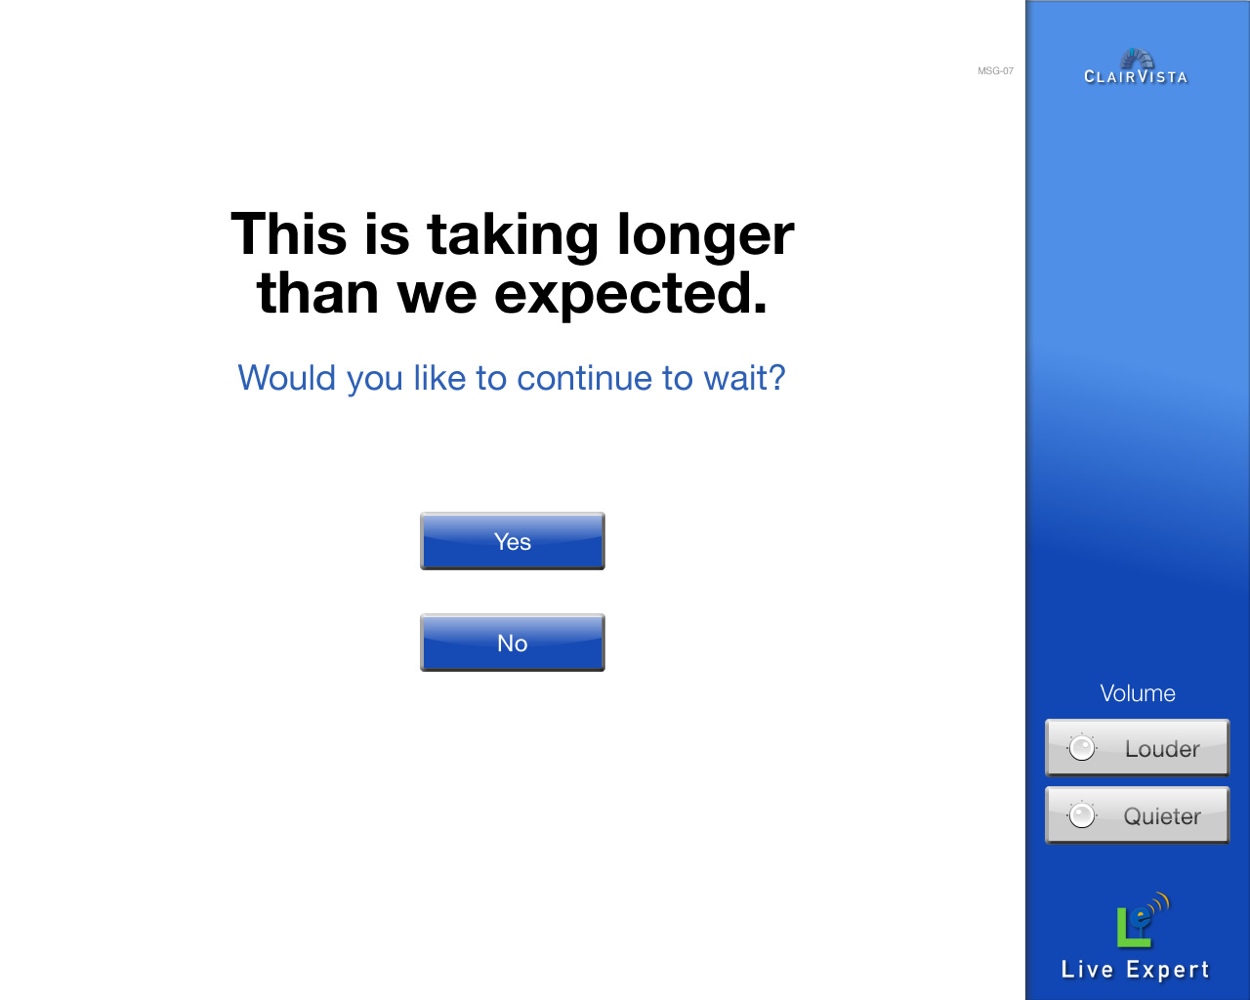 MSG-07
CLAIRVISTA
This is taking longer
than we expected.
Would you like to continue to wait?
Yes
No
Volume
Louder
Quieter
Le
Live Expert